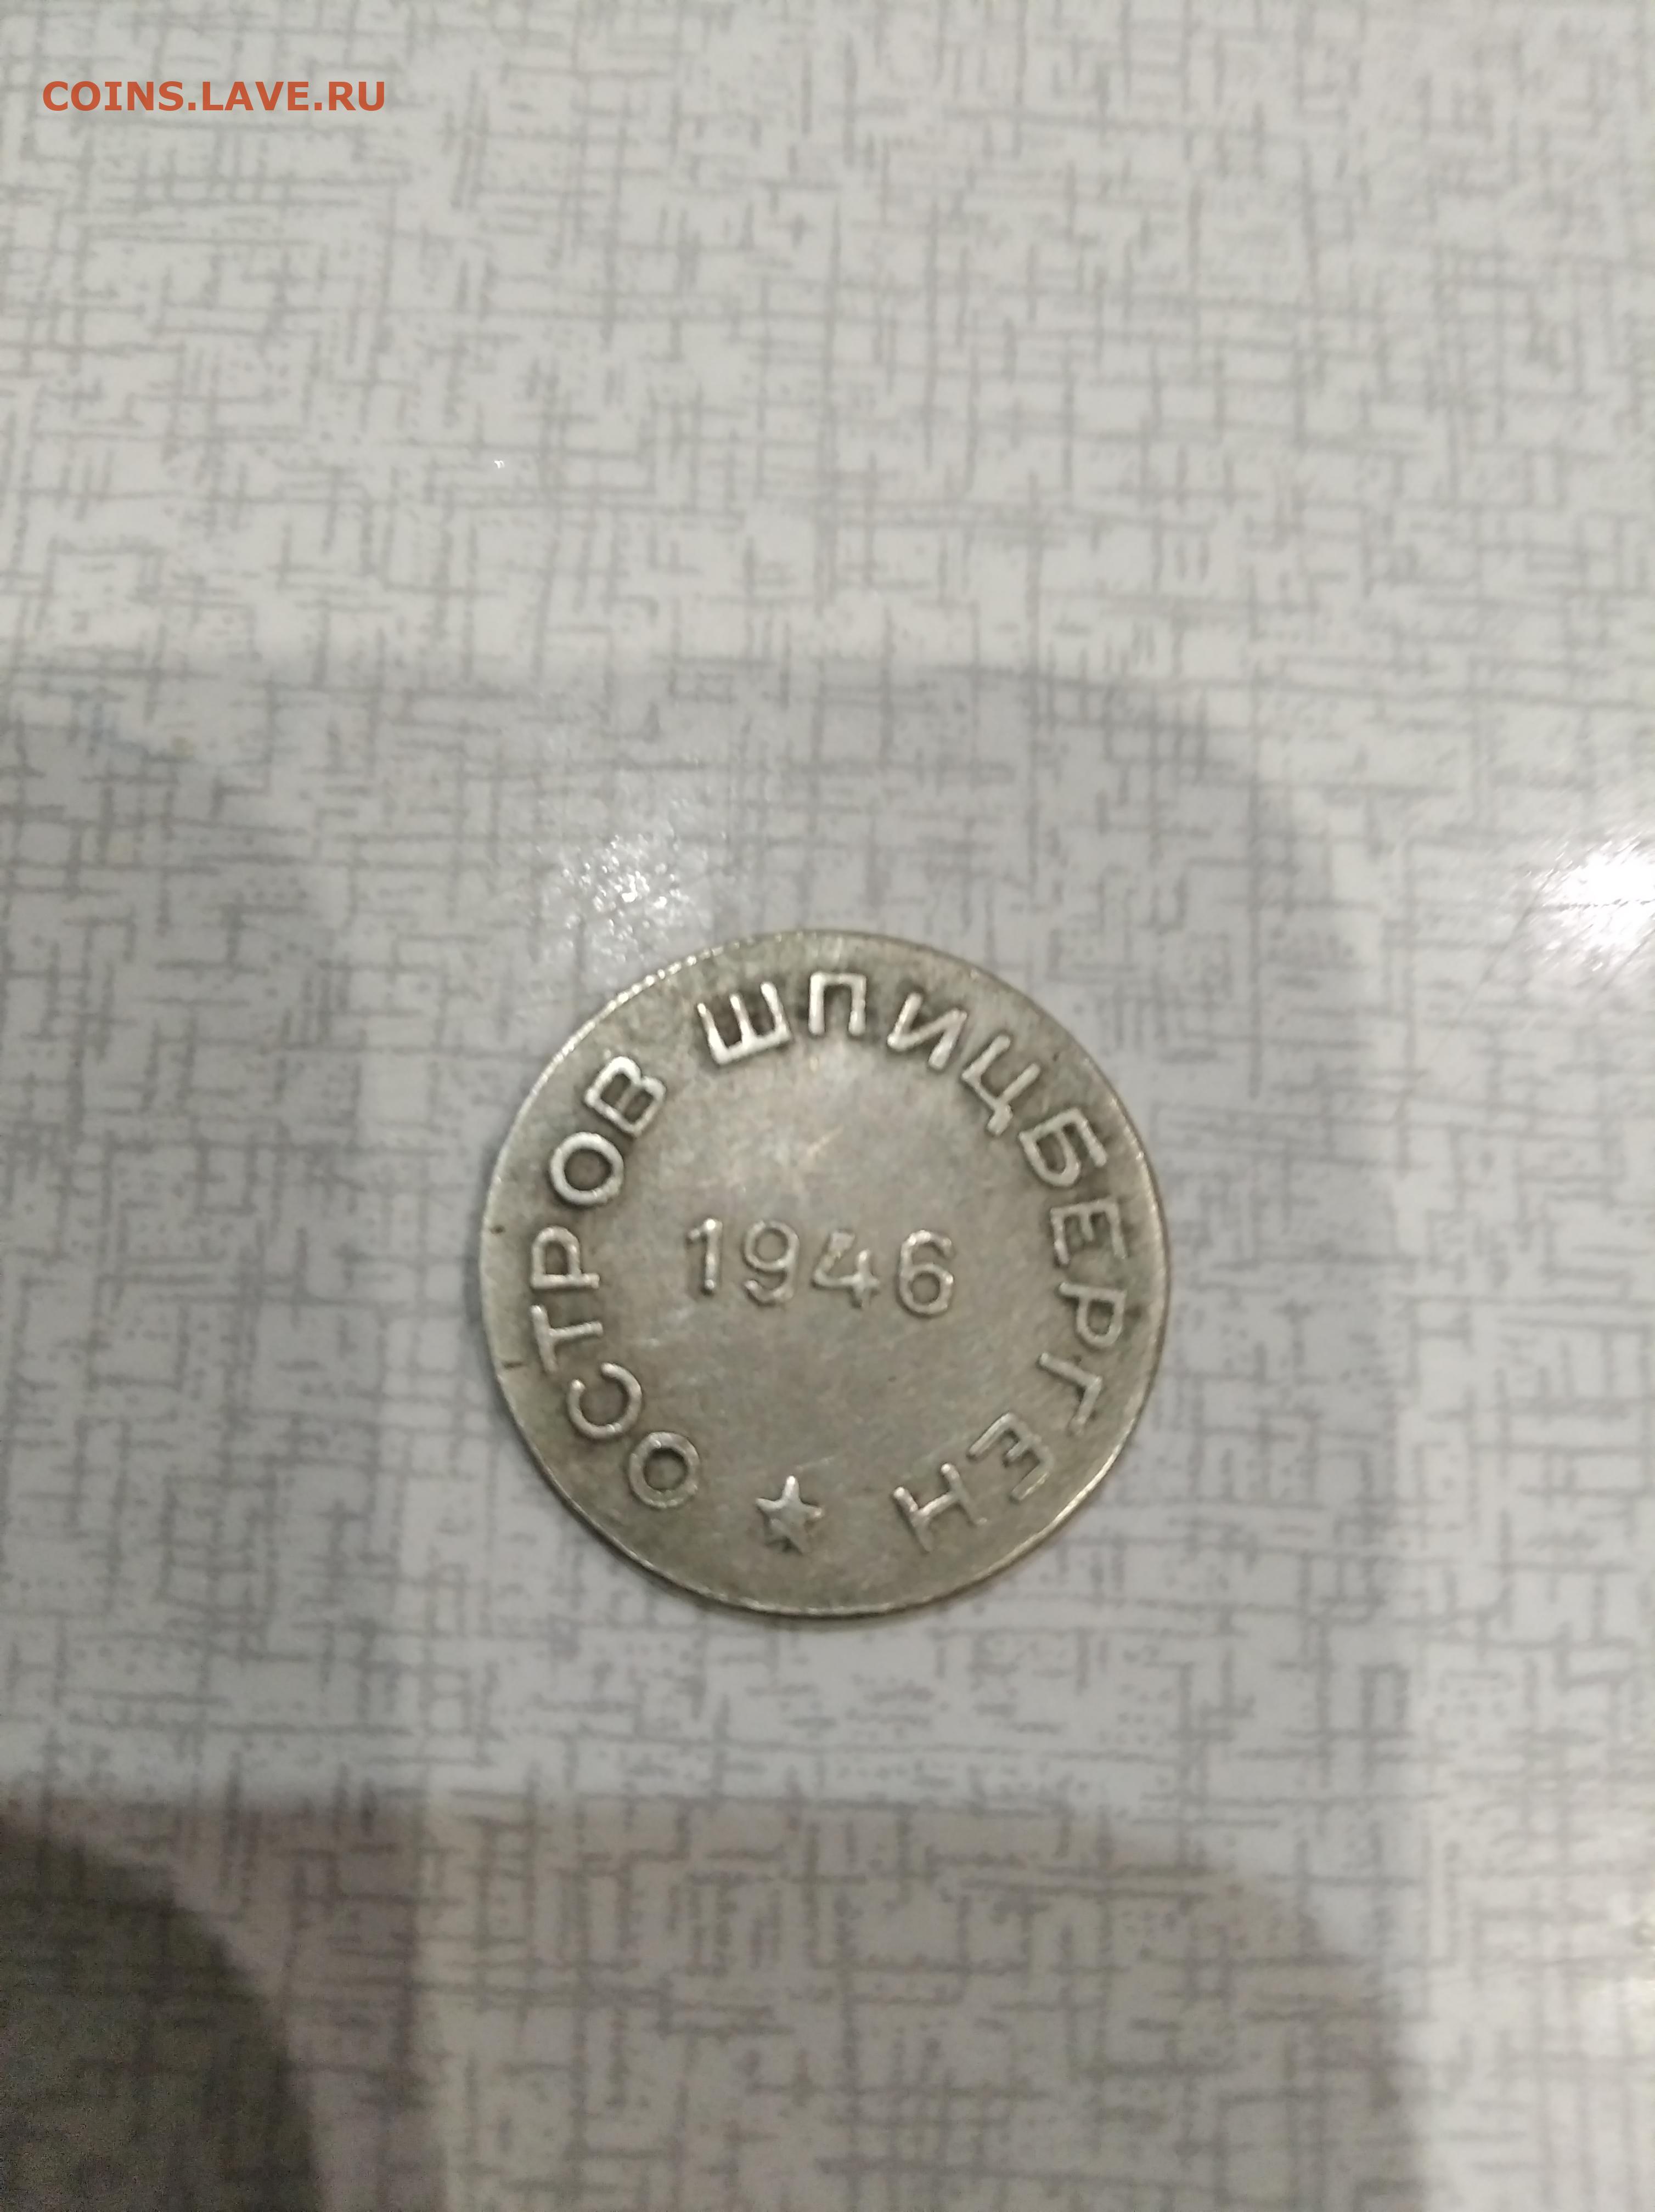 COINS.LAVE.RU
ОСТРОВ ШПИЦБЕРГЕН
1946